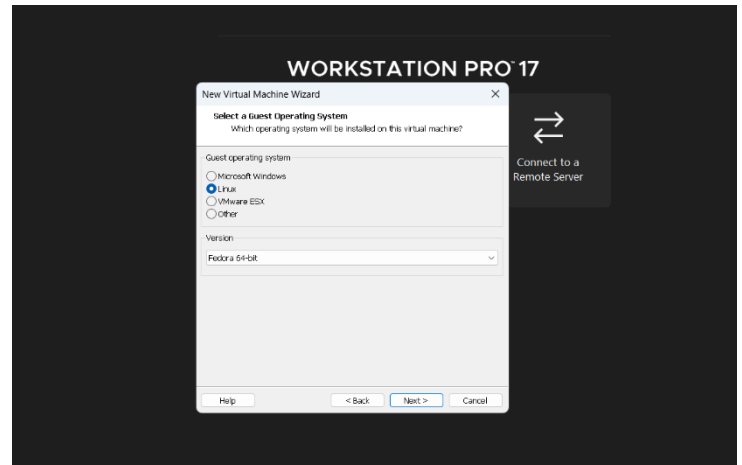 WORKSTATION PRO™ 17
New Virtual Machine Wizard
Select a Guest Operating System
Which operating system will be installed on this virtual machine?
Guest operating system
Microsoft Windows
Linux
VMware ESX
Other
Version
Fedora 64-bit
Help
< Back
Next >
Cancel
Connect to a
Remote Server